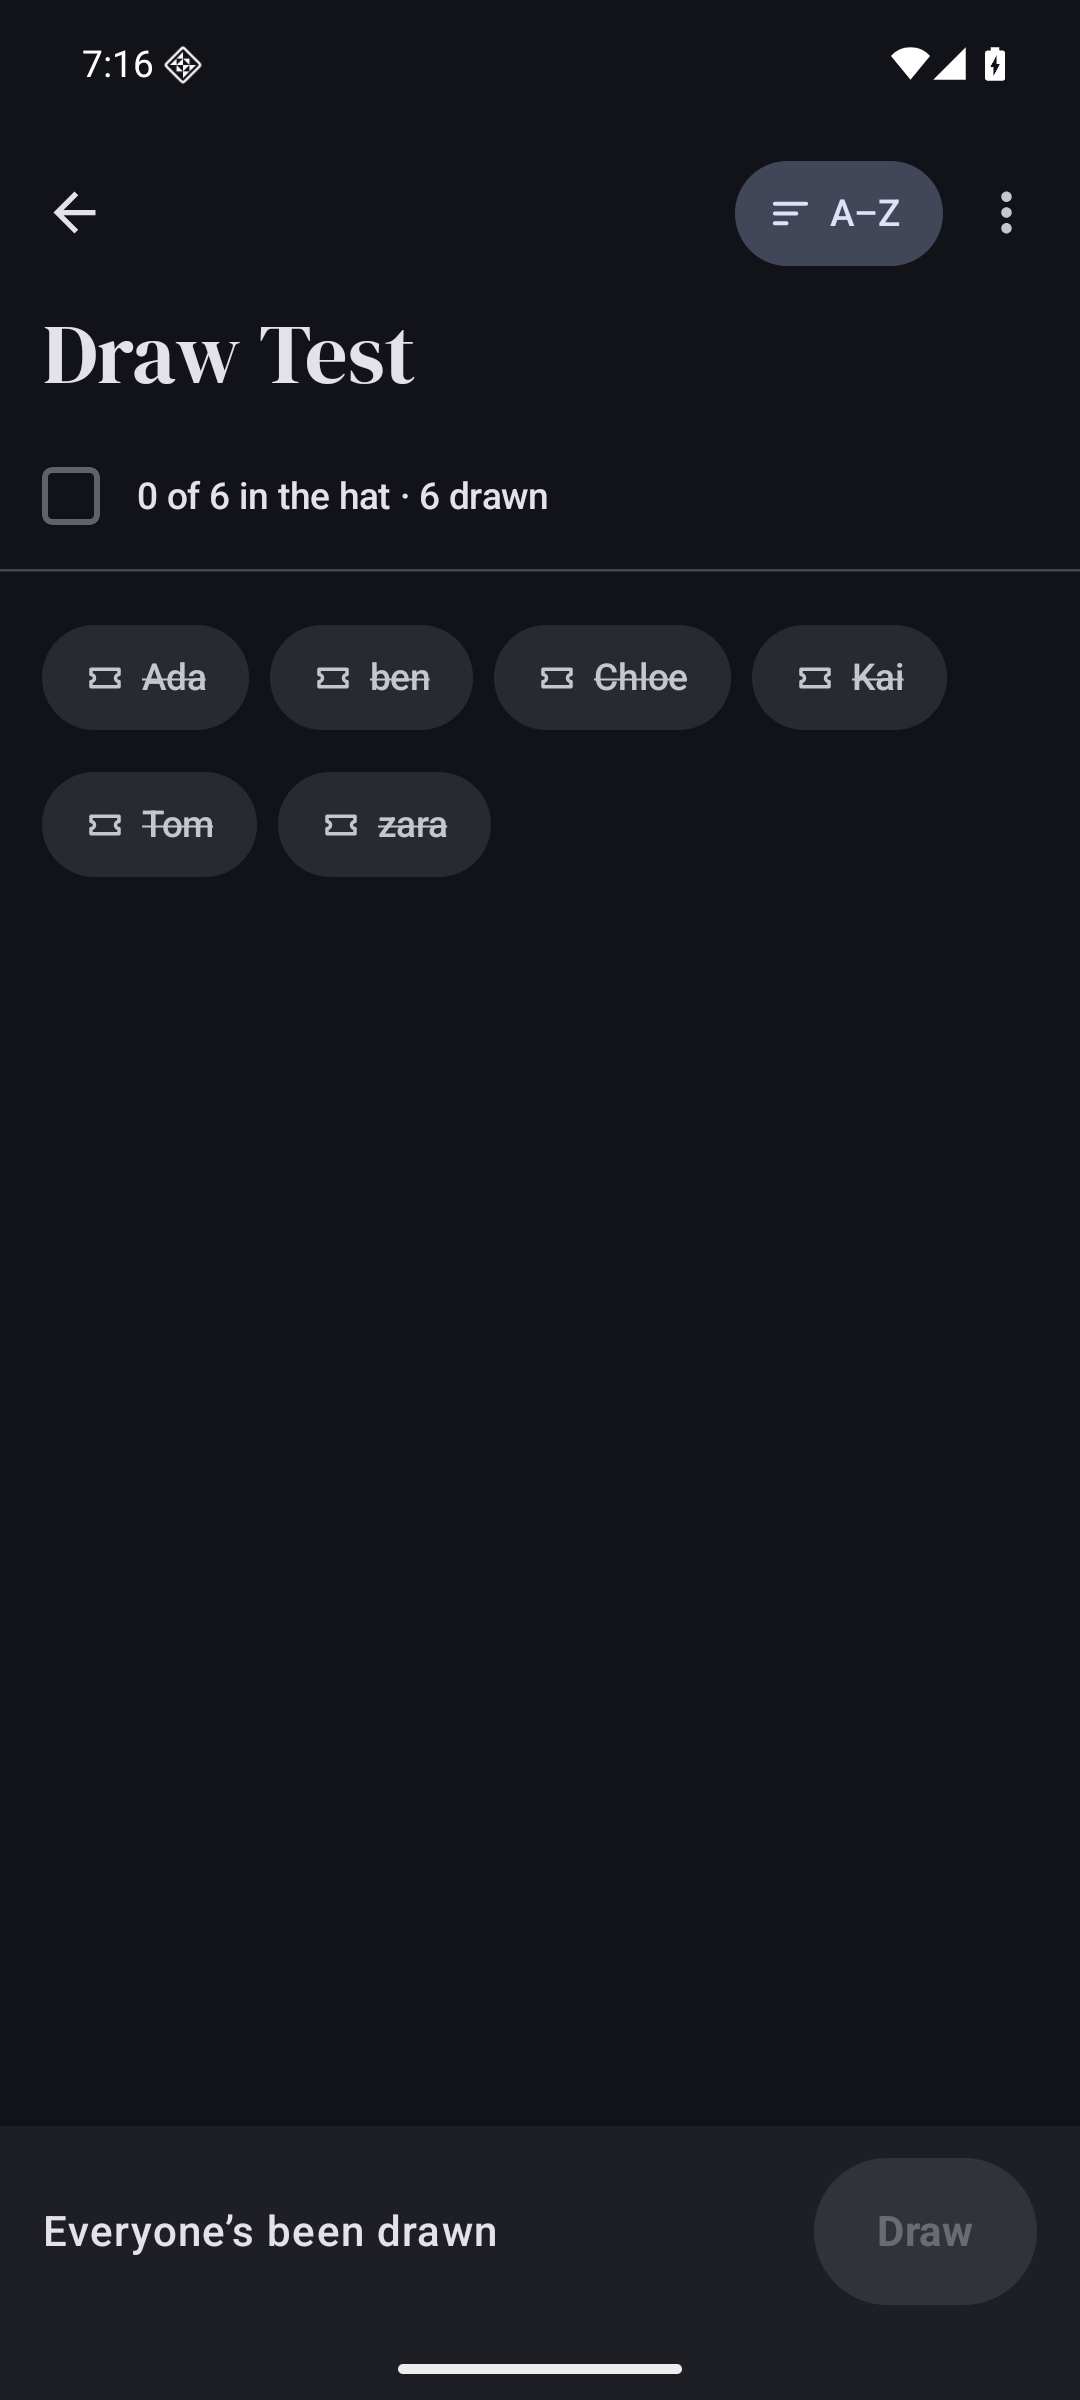 7:16
A–Z
Draw Test
0 of 6 in the hat · 6 drawn
Ada ben Chloe Kai
Tom zara
Everyone’s been drawn Draw